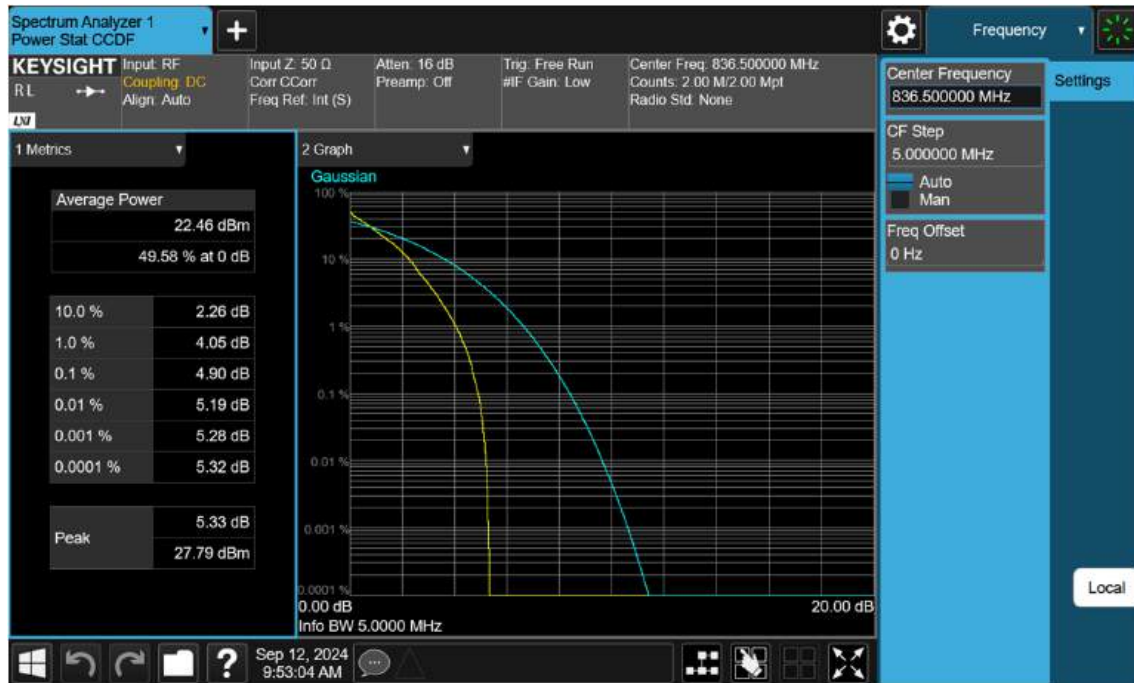 Spectrum Analyzer 1
Power Stat CCDF
Frequency
KEYSIGHT
R L
LXI
Input: RF
Coupling: DC
Align: Auto
Input Z: 50 Ω
Corr CCorr
Freq Ref: Int (S)
Atten: 16 dB
Preamp: Off
Trig: Free Run
#IF Gain: Low
Center Freq: 836.500000 MHz
Counts: 2.00 M/2.00 Mpt
Radio Std: None
Center Frequency
836.500000 MHz
Settings
CF Step
5.000000 MHz
Auto
Man
Freq Offset
0 Hz
1 Metrics
Average Power
22.46 dBm
49.58 % at 0 dB
10.0 % 2.26 dB
1.0 % 4.05 dB
0.1 % 4.90 dB
0.01 % 5.19 dB
0.001 % 5.28 dB
0.0001 % 5.32 dB
Peak
5.33 dB
27.79 dBm
2 Graph
Gaussian
100 %
10 %
1 %
0.1 %
0.01 %
0.001 %
0.0001 %
0.00 dB 20.00 dB
Info BW 5.0000 MHz
Local
?
Sep 12, 2024
9:53:04 AM